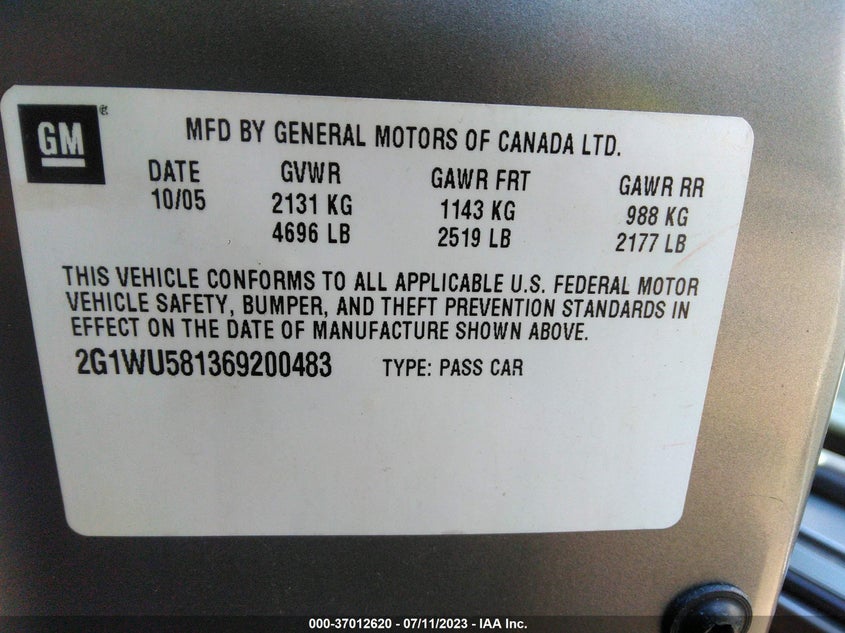 GM®
MFD BY GENERAL MOTORS OF CANADA LTD.
DATE GVWR GAWR FRT GAWR RR
10/05 2131 KG 1143 KG 988 KG
4696 LB 2519 LB 2177 LB
THIS VEHICLE CONFORMS TO ALL APPLICABLE U.S. FEDERAL MOTOR
VEHICLE SAFETY, BUMPER, AND THEFT PREVENTION STANDARDS IN
EFFECT ON THE DATE OF MANUFACTURE SHOWN ABOVE.
2G1WU581369200483 TYPE: PASS CAR
000-37012620 - 07/11/2023 - IAA Inc.